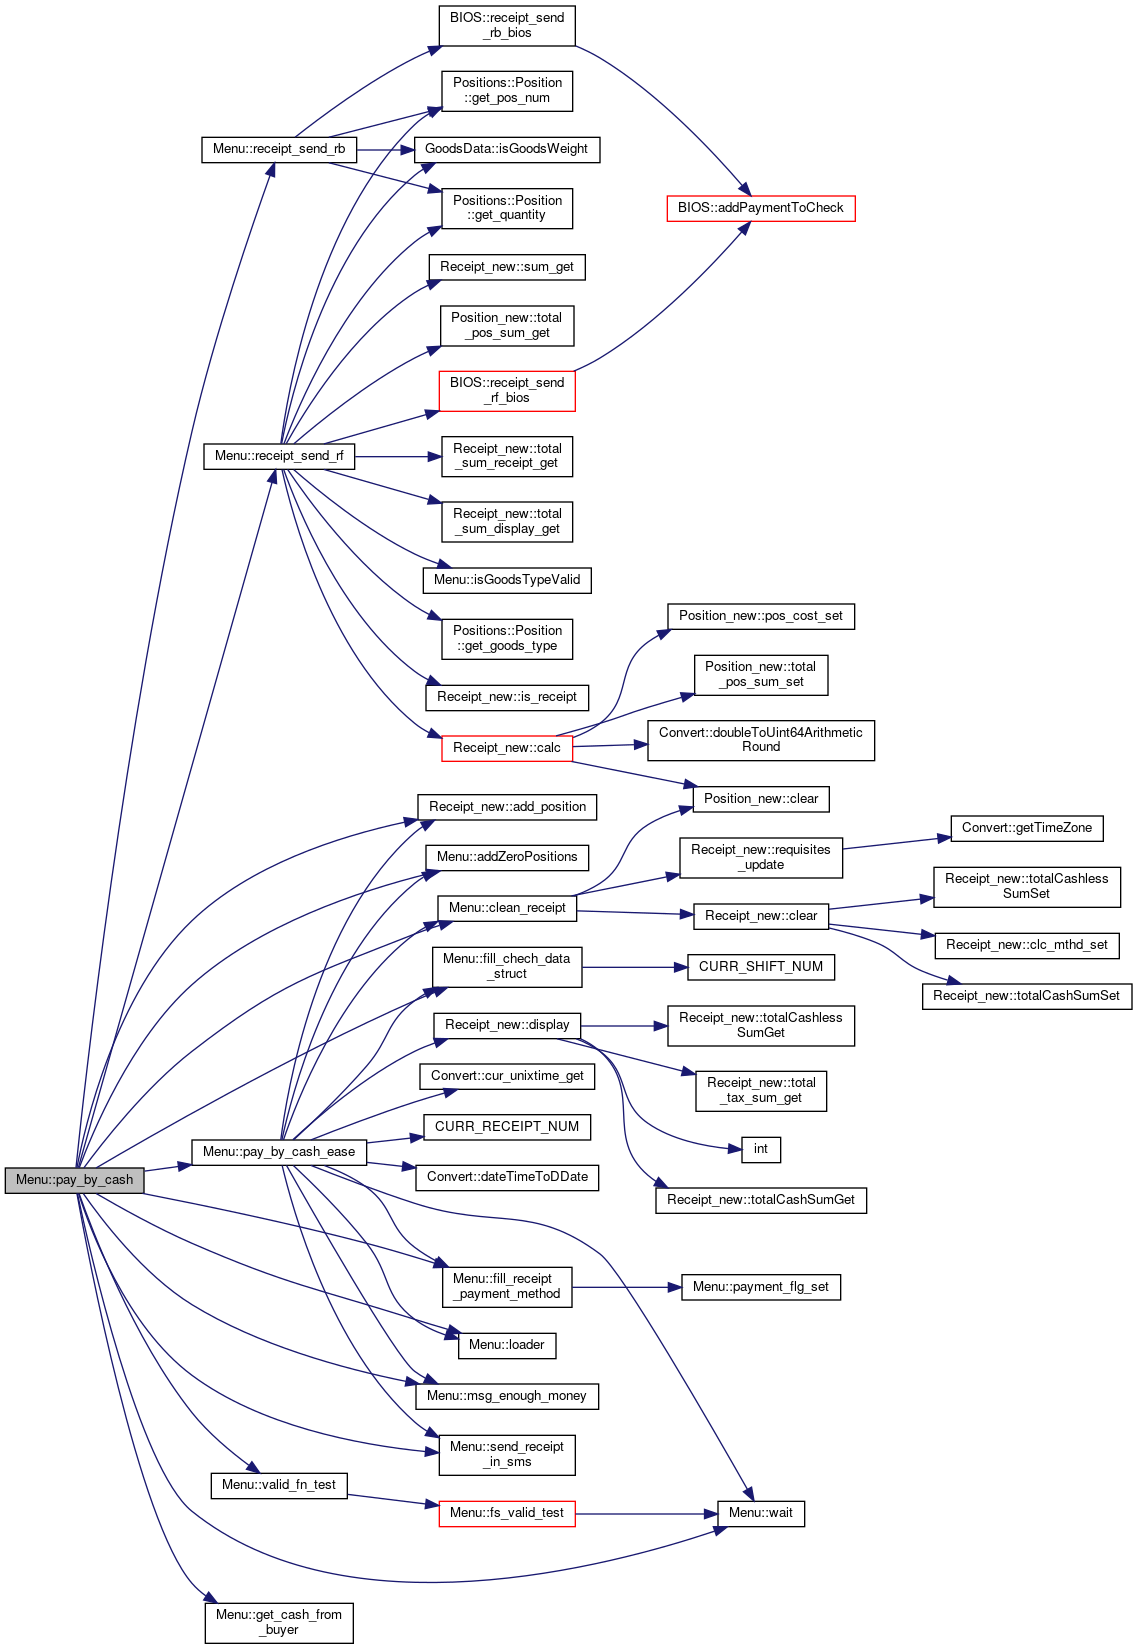 BIOS::receipt_send
_rb_bios
Positions::Position
::get_pos_num
Menu::receipt_send_rb
GoodsData::isGoodsWeight
Positions::Position
::get_quantity
BIOS::addPaymentToCheck
Receipt_new::sum_get
Position_new::total
_pos_sum_get
BIOS::receipt_send
_rf_bios
Menu::receipt_send_rf
Receipt_new::total
_sum_receipt_get
Receipt_new::total
_sum_display_get
Menu::isGoodsTypeValid
Positions::Position
::get_goods_type
Position_new::pos_cost_set
Position_new::total
_pos_sum_set
Receipt_new::is_receipt
Receipt_new::calc
Convert::doubleToUint64Arithmetic
Round
Position_new::clear
Receipt_new::add_position
Convert::getTimeZone
Menu::addZeroPositions
Receipt_new::requisites
_update
Receipt_new::totalCashless
SumSet
Menu::clean_receipt
Receipt_new::clear
Receipt_new::clc_mthd_set
Menu::fill_chech_data
_struct
CURR_SHIFT_NUM
Receipt_new::totalCashSumSet
Receipt_new::display
Receipt_new::totalCashless
SumGet
Convert::cur_unixtime_get
Receipt_new::total
_tax_sum_get
CURR_RECEIPT_NUM
Menu::pay_by_cash_ease
int
Menu::pay_by_cash
Convert::dateTimeToDDate
Receipt_new::totalCashSumGet
Menu::fill_receipt
_payment_method
Menu::payment_flg_set
Menu::loader
Menu::msg_enough_money
Menu::send_receipt
_in_sms
Menu::valid_fn_test
Menu::fs_valid_test
Menu::wait
Menu::get_cash_from
_buyer